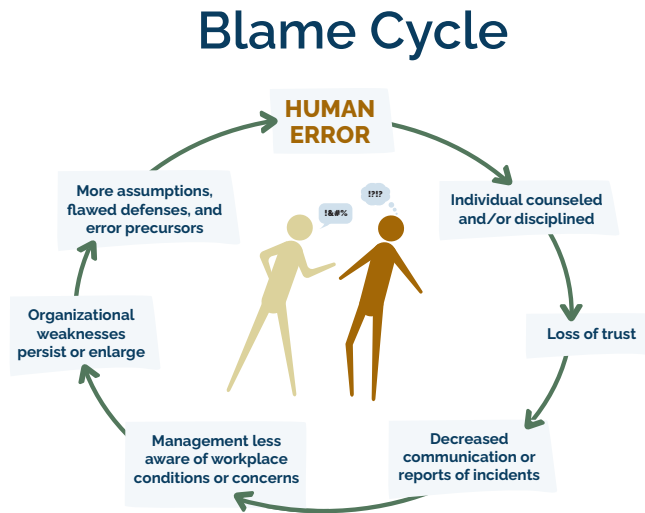 Blame Cycle
HUMAN
ERROR
Individual counseled
and/or disciplined
Loss of trust
Decreased
communication or
reports of incidents
Management less
aware of workplace
conditions or concerns
Organizational
weaknesses
persist or enlarge
More assumptions,
flawed defenses, and
error precursors
!&#%
!?!?